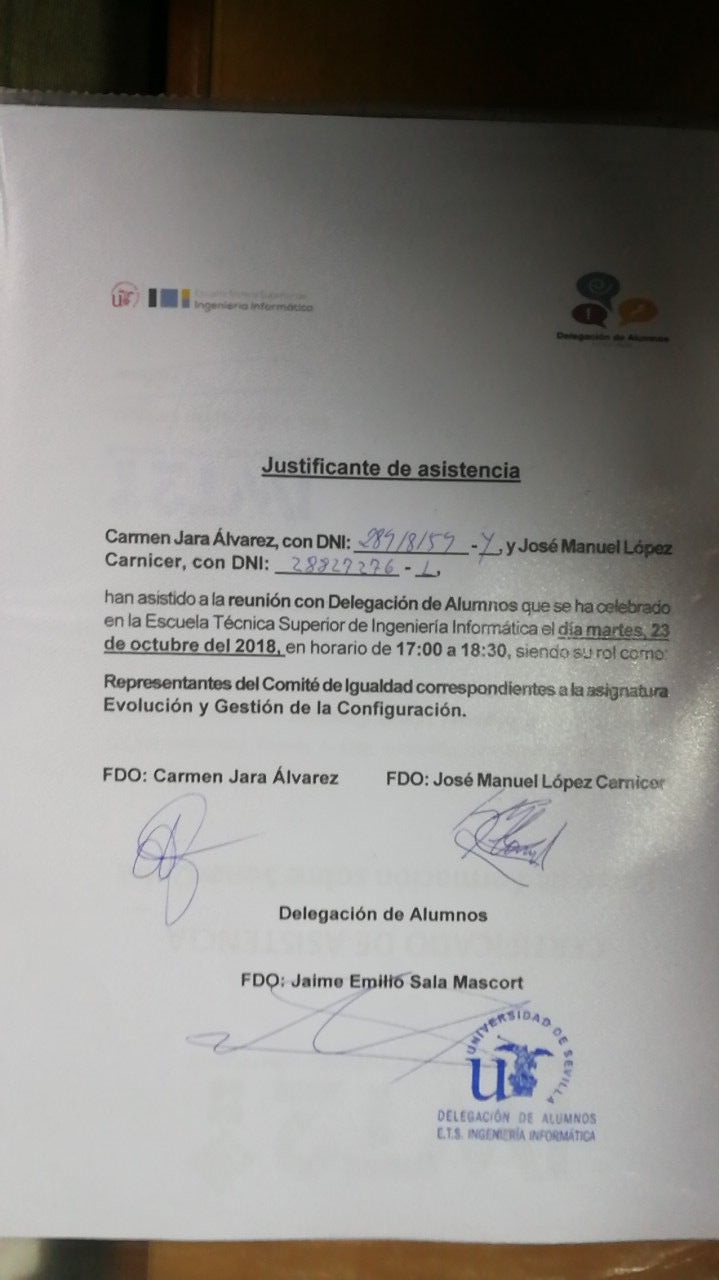 Escuela Técnica Superior de
Ingeniería Informática
Delegación de Alumnos
Justificante de asistencia
Carmen Jara Álvarez, con DNI: -Y, y José Manuel López
Carnicer, con DNI: 28827276 - L,
han asistido a la reunión con Delegación de Alumnos que se ha celebrado
en la Escuela Técnica Superior de Ingeniería Informática el día martes, 23
de octubre del 2018, en horario de 17:00 a 18:30, siendo su rol como:
Representantes del Comité de Igualdad correspondientes a la asignatura
Evolución y Gestión de la Configuración.
FDO: Carmen Jara Álvarez FDO: José Manuel López Carnicer
Delegación de Alumnos
FDO: Jaime Emilio Sala Mascort
UNIVERSIDAD DE SEVILLA
DELEGACIÓN DE ALUMNOS
E.T.S. INGENIERÍA INFORMÁTICA